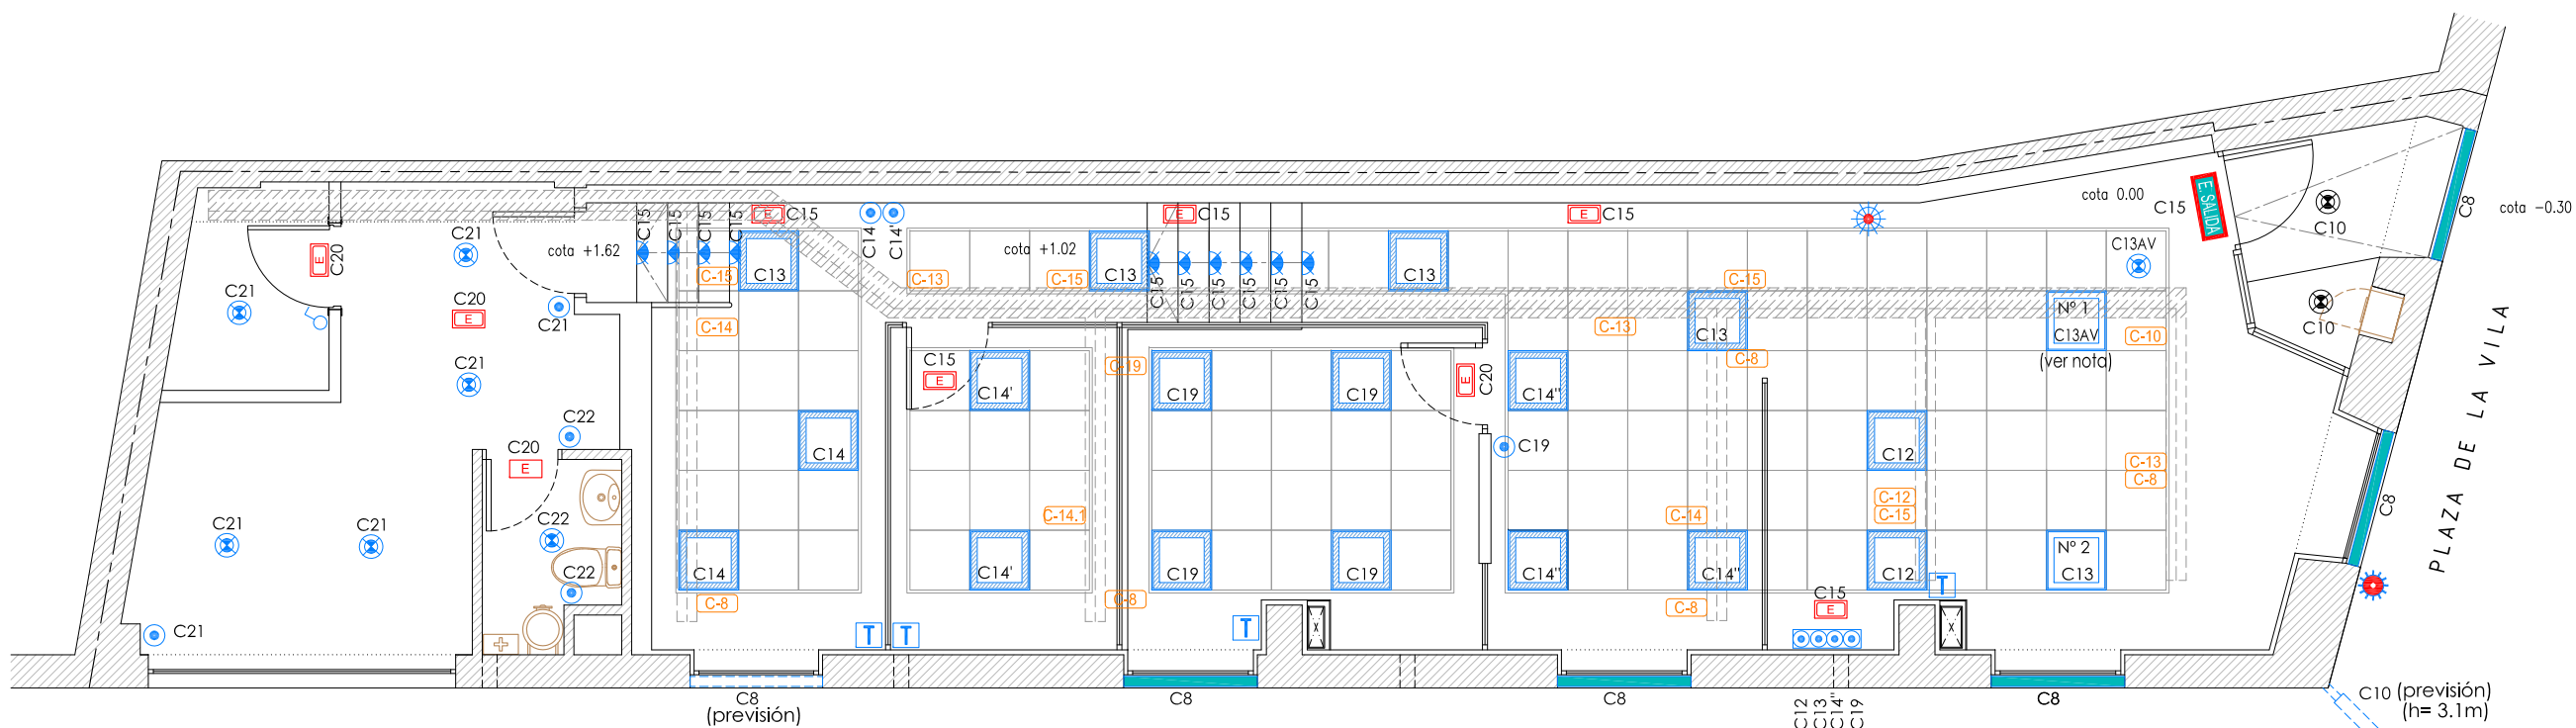 cota 0.00
C15
E. SALIDA
C10
C8
cota -0.30
C10
PLAZA DE LA VILA
C8
C10 (previsión)
(h= 3.1m)
C13AV
Nº 1
C13AV
(ver nota)
C-10
C-13
C-8
Nº 2
C13
C21
C20
E
C21
C20
E
C21
C21
C21
C21
C21
C20
E
C22
C22
C22
cota +1.62
C15
C15
C15
C15
E
C15
C14
C14'
C-15
C13
C-14
C14
C14
C-8
T
T
C8
(previsión)
C-13
cota +1.02
C-15
C13
E
C15
C15
C15
C15
C15
C15
C15
C13
C15
E
C14'
C-19
C-14.1
C14'
C-8
C19
C19
C19
C19
T
C8
E
C20
C19
E
C15
C-15
C-13
C13
C-8
C14"
C-14
C14"
C14"
C-8
C8
C12
C-12
C-15
C12
T
C15
E
C12
C13
C14"
C19
C8